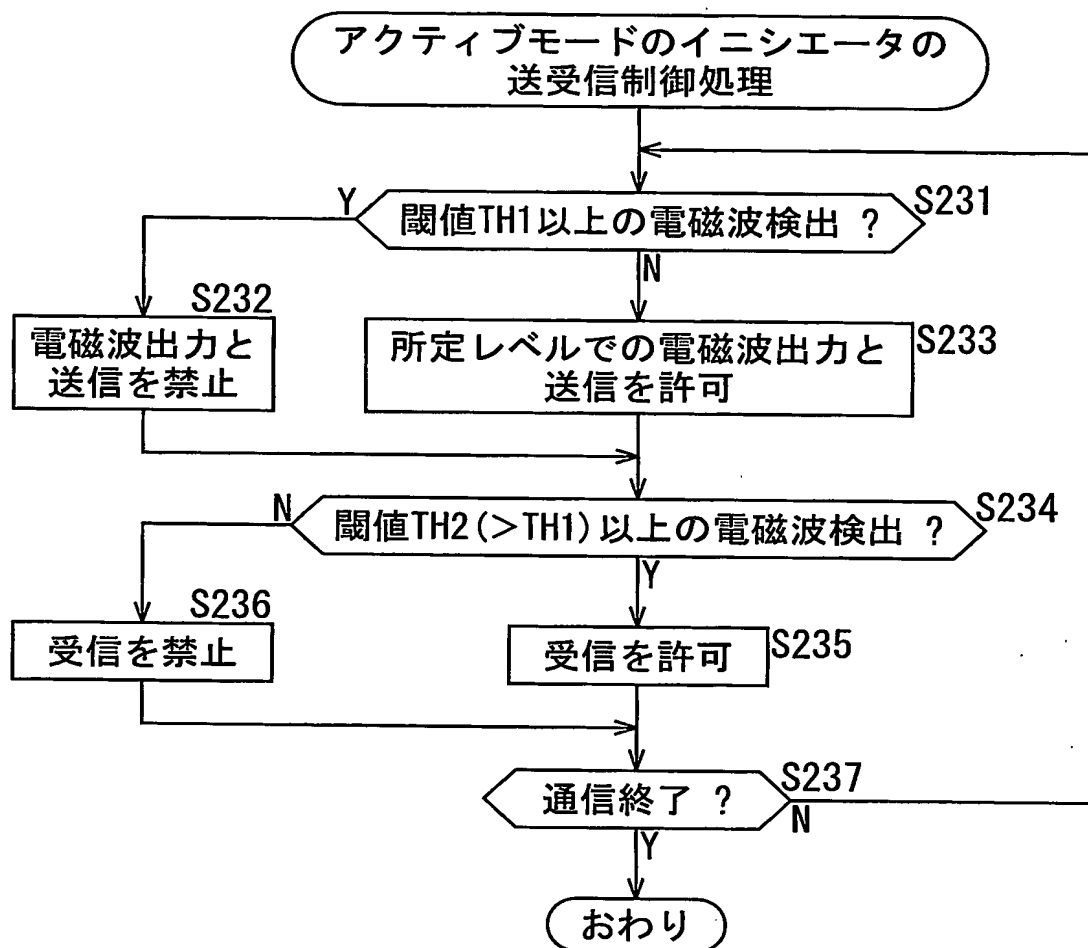 アクティブモードのイニシエータの
送受信制御処理
閾値TH1以上の電磁波検出 ?
S231
Y
N
S232
電磁波出力と
送信を禁止
所定レベルでの電磁波出力と
送信を許可
S233
閾値TH2(>TH1)以上の電磁波検出 ?
S234
N
Y
S236
受信を禁止
受信を許可
S235
通信終了 ?
S237
N
Y
おわり